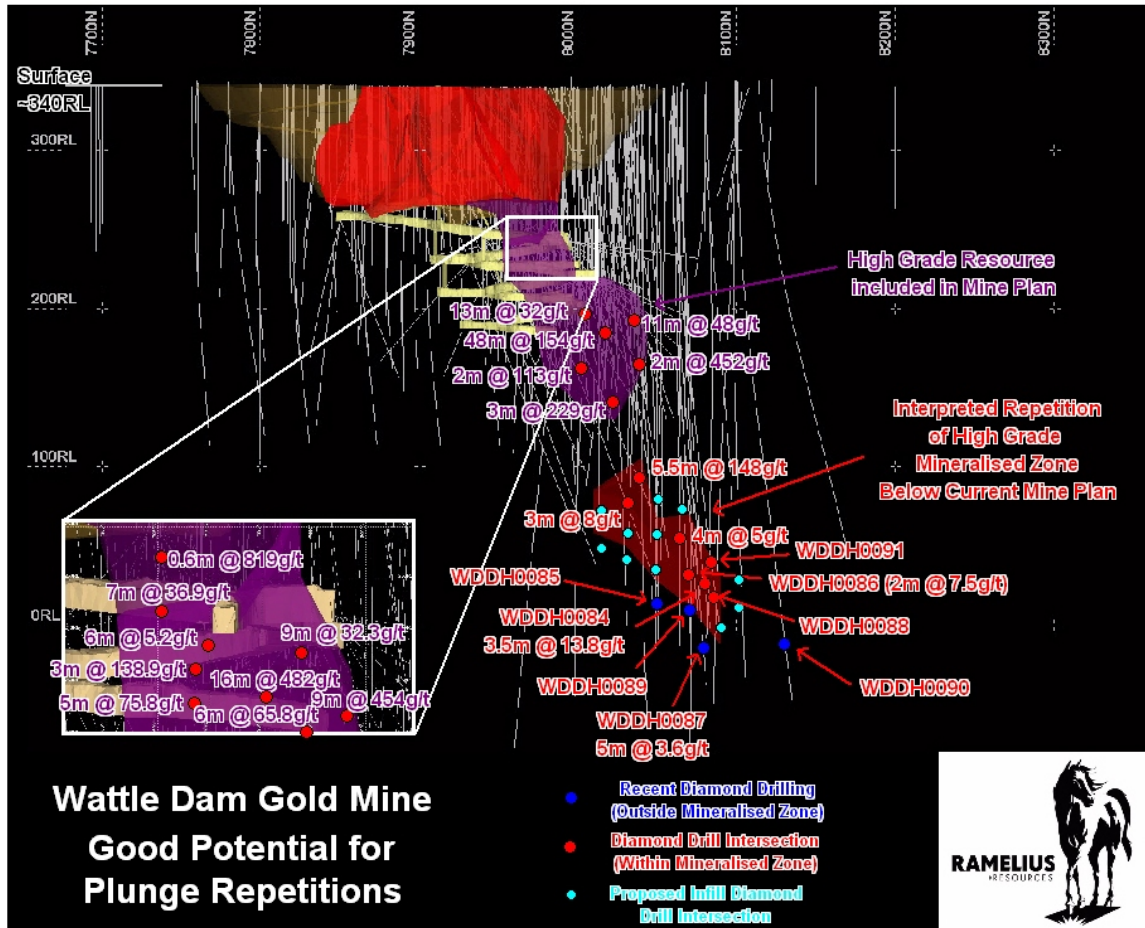 7700N
7800N
7900N
8000N
8100N
8200N
8300N
Surface
~340RL
300RL
200RL
100RL
0RL
High Grade Resource
included in Mine Plan
13m @ 32g/t
11m @ 48g/t
48m @ 154g/t
2m @ 452g/t
2m @ 113g/t
3m @ 229g/t
Interpreted Repetition
of High Grade
Mineralised Zone
Below Current Mine Plan
5.5m @ 148g/t
3m @ 8g/t
4m @ 5g/t
WDDH0091
WDDH0085
WDDH0086 (2m @ 7.5g/t)
WDDH0084
3.5m @ 13.8g/t
WDDH0088
WDDH0089
WDDH0090
WDDH0087
5m @ 3.6g/t
0.6m @ 819g/t
7m @ 36.9g/t
6m @ 5.2g/t
9m @ 32.3g/t
3m @ 138.9g/t
16m @ 482g/t
9m @ 454g/t
5m @ 75.8g/t
6m @ 65.8g/t
Wattle Dam Gold Mine
Good Potential for
Plunge Repetitions
Recent Diamond Drilling
(Outside Mineralised Zone)
Diamond Drill Intersection
(Within Mineralised Zone)
Proposed Infill Diamond
Drill Intersection
RAMELIUS
RESOURCES